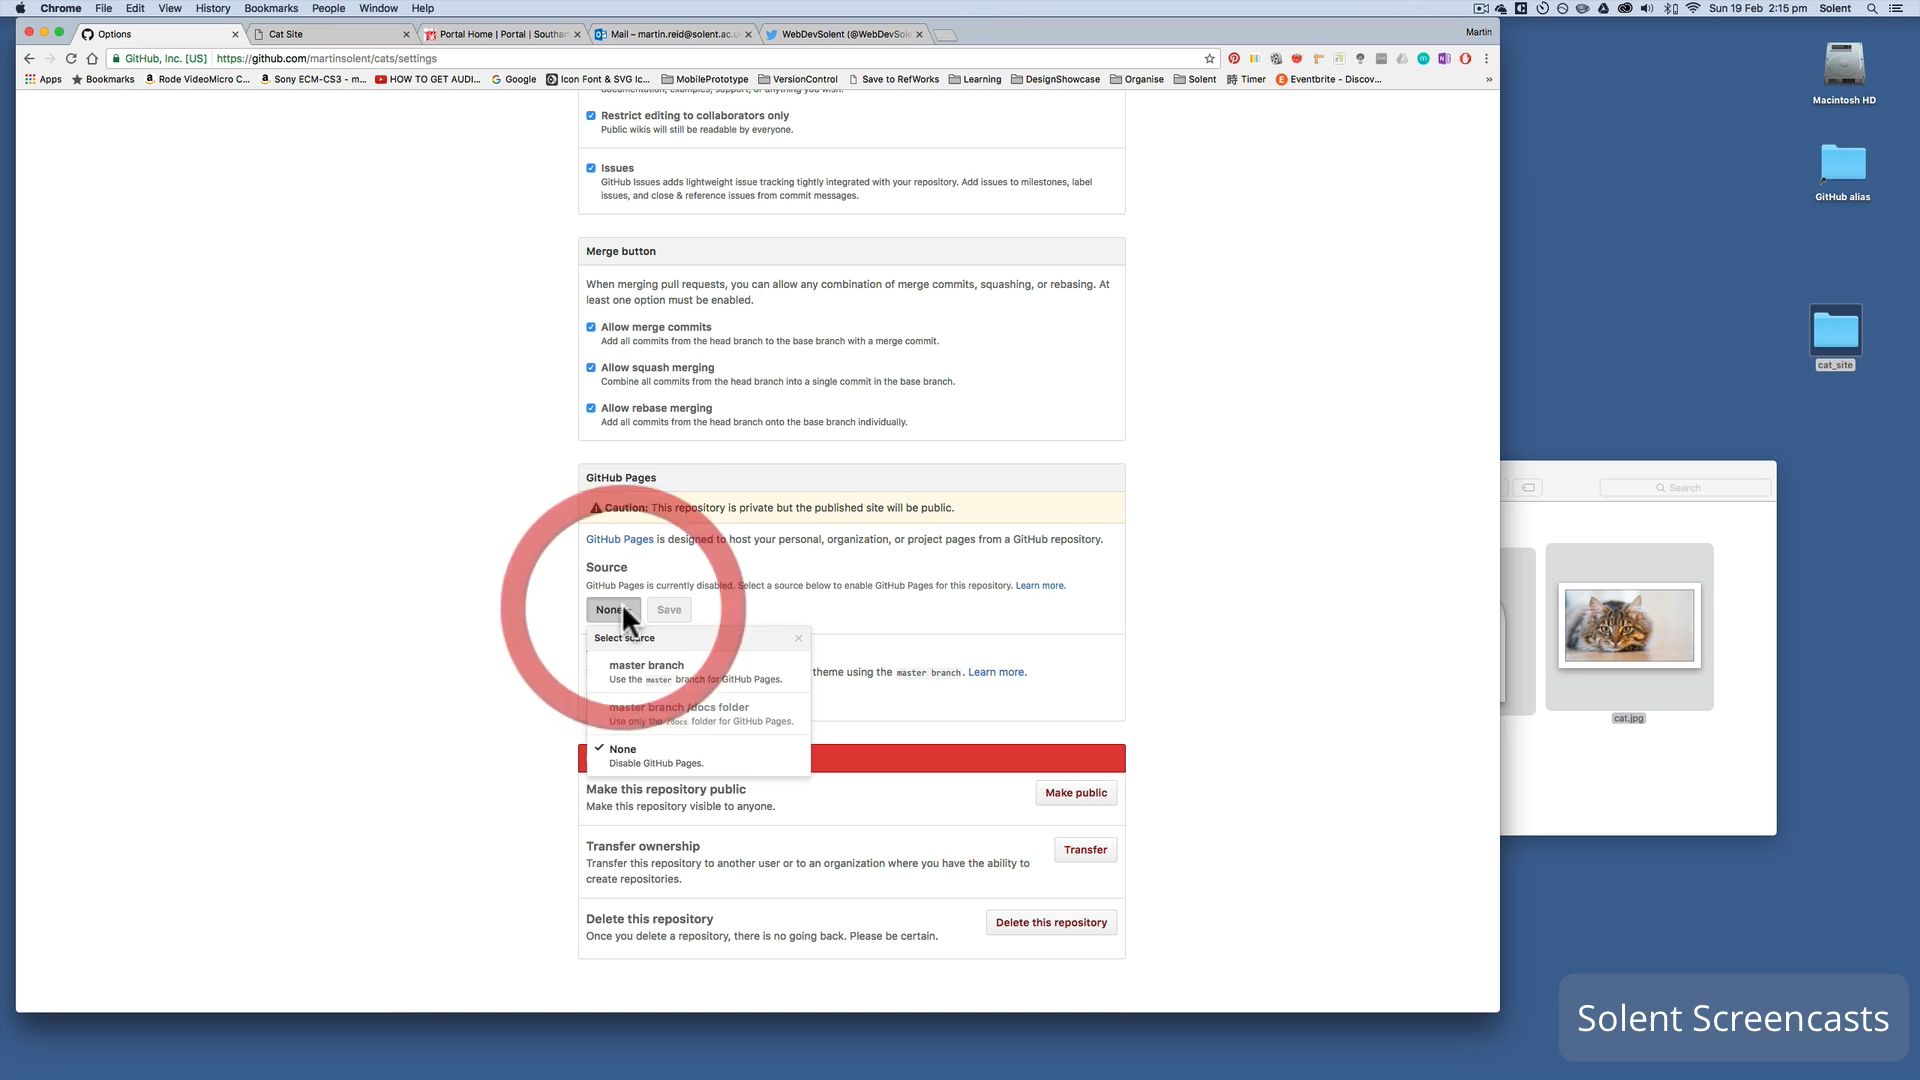 Chrome File Edit View History Bookmarks People Window Help
Sun 19 Feb 2:15 pm Solent
Options
Cat Site
Portal Home | Portal | Southam
Mail – martin.reid@solent.ac.u
WebDevSolent (@WebDevSole
Martin
GitHub, Inc. [US]
https://github.com/martinsolent/cats/settings
Apps
Bookmarks
Rode VideoMicro C...
Sony ECM-CS3 - m...
HOW TO GET AUDI...
Google
Icon Font & SVG Ic...
MobilePrototype
VersionControl
Save to RefWorks
Learning
DesignShowcase
Organise
Solent
Timer
Eventbrite - Discov...
»
documentation, examples, support, or anything you wish.
Restrict editing to collaborators only
Public wikis will still be readable by everyone.
Issues
GitHub Issues adds lightweight issue tracking tightly integrated with your repository. Add issues to milestones, label
issues, and close & reference issues from commit messages.
Merge button
When merging pull requests, you can allow any combination of merge commits, squashing, or rebasing. At
least one option must be enabled.
Allow merge commits
Add all commits from the head branch to the base branch with a merge commit.
Allow squash merging
Combine all commits from the head branch into a single commit in the base branch.
Allow rebase merging
Add all commits from the head branch onto the base branch individually.
GitHub Pages
Caution: This repository is private but the published site will be public.
GitHub Pages is designed to host your personal, organization, or project pages from a GitHub repository.
Source
GitHub Pages is currently disabled. Select a source below to enable GitHub Pages for this repository. Learn more.
None
Save
Select source
master branch
Use the master branch for GitHub Pages.
theme using the master branch. Learn more.
master branch /docs folder
Use only the /docs folder for GitHub Pages.
None
Disable GitHub Pages.
Make this repository public
Make this repository visible to anyone.
Make public
Transfer ownership
Transfer this repository to another user or to an organization where you have the ability to
create repositories.
Transfer
Delete this repository
Once you delete a repository, there is no going back. Please be certain.
Delete this repository
Macintosh HD
GitHub alias
cat_site
Search
cat.jpg
Solent Screencasts